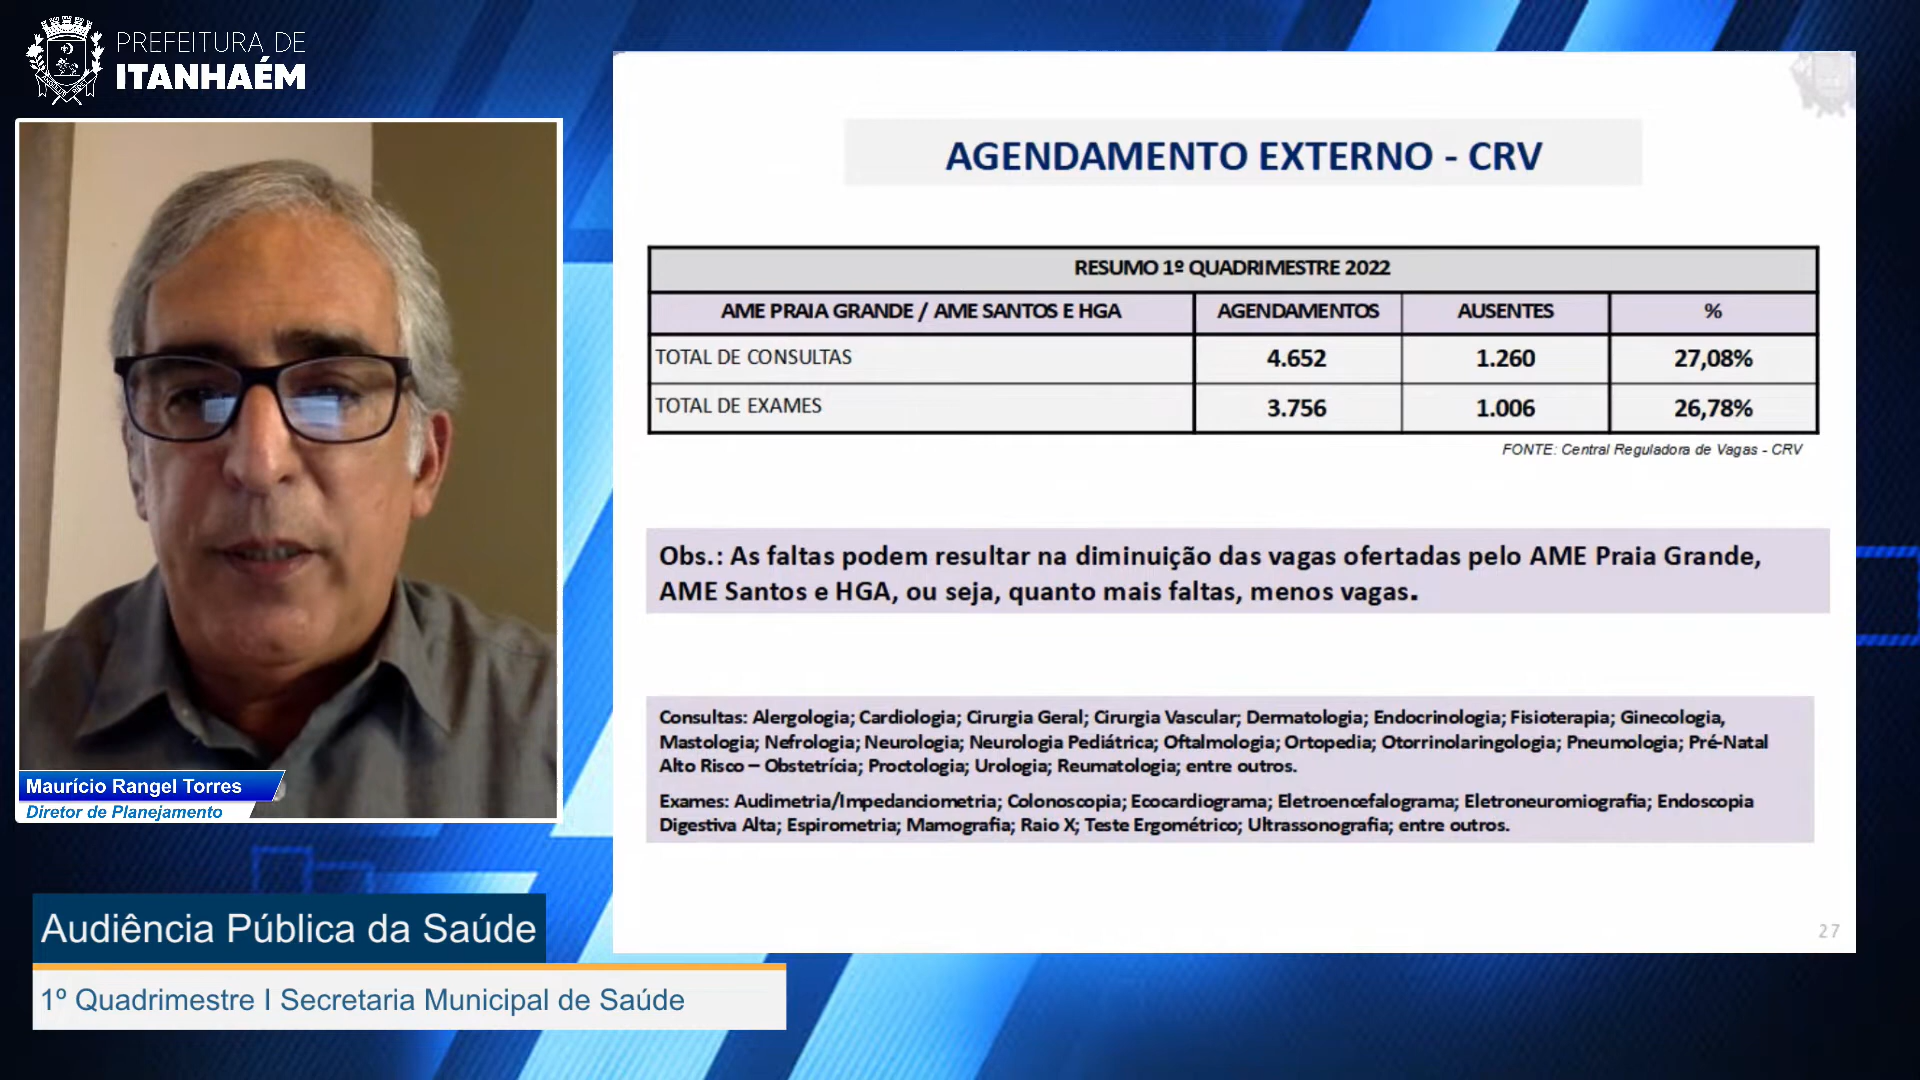 PREFEITURA DE
ITANHAÉM
AGENDAMENTO EXTERNO - CRV
RESUMO 1º QUADRIMESTRE 2022
AME PRAIA GRANDE / AME SANTOS E HGA AGENDAMENTOS AUSENTES %
TOTAL DE CONSULTAS 4.652 1.260 27,08%
TOTAL DE EXAMES 3.756 1.006 26,78%
FONTE: Central Reguladora de Vagas - CRV
Obs.: As faltas podem resultar na diminuição das vagas ofertadas pelo AME Praia Grande,
AME Santos e HGA, ou seja, quanto mais faltas, menos vagas.
Consultas: Alergologia; Cardiologia; Cirurgia Geral; Cirurgia Vascular; Dermatologia; Endocrinologia; Fisioterapia; Ginecologia,
Mastologia; Nefrologia; Neurologia; Neurologia Pediátrica; Oftalmologia; Ortopedia; Otorrinolaringologia; Pneumologia; Pré-Natal
Alto Risco – Obstetrícia; Proctologia; Urologia; Reumatologia; entre outros.
Exames: Audimetria/Impedanciometria; Colonoscopia; Ecocardiograma; Eletroencefalograma; Eletroneuromiografia; Endoscopia
Digestiva Alta; Espirometria; Mamografia; Raio X; Teste Ergométrico; Ultrassonografia; entre outros.
27
Maurício Rangel Torres
Diretor de Planejamento
Audiência Pública da Saúde
1º Quadrimestre I Secretaria Municipal de Saúde